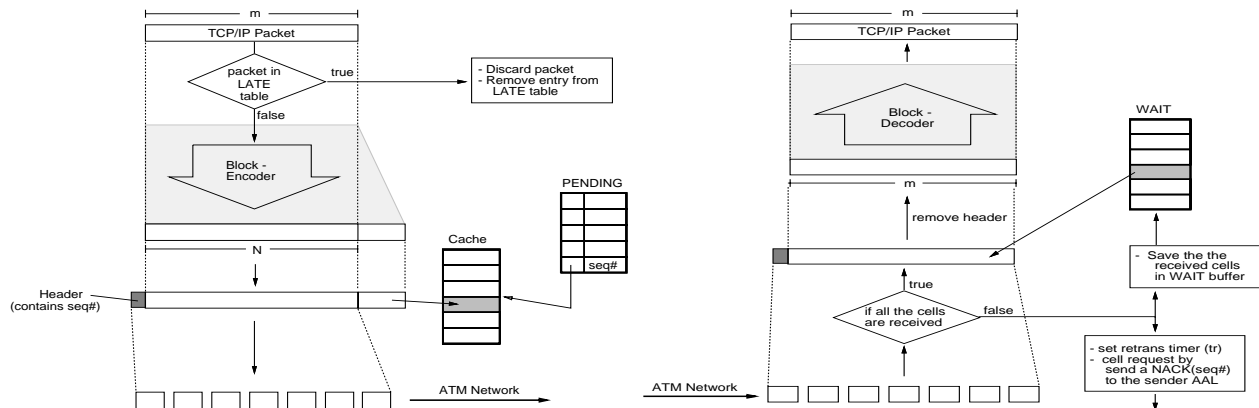 m
TCP/IP Packet
packet in
LATE
table
true
- Discard packet
- Remove entry from
LATE table
false
Block -
Encoder
N
Header
(contains seq#)
Cache
PENDING
seq#
ATM Network
m
TCP/IP Packet
Block -
Decoder
m
remove header
WAIT
- Save the the
received cells
in WAIT buffer
true
if all the cells
are received
false
- set retrans timer (tr)
- cell request by
send a NACK(seq#)
to the sender AAL
ATM Network